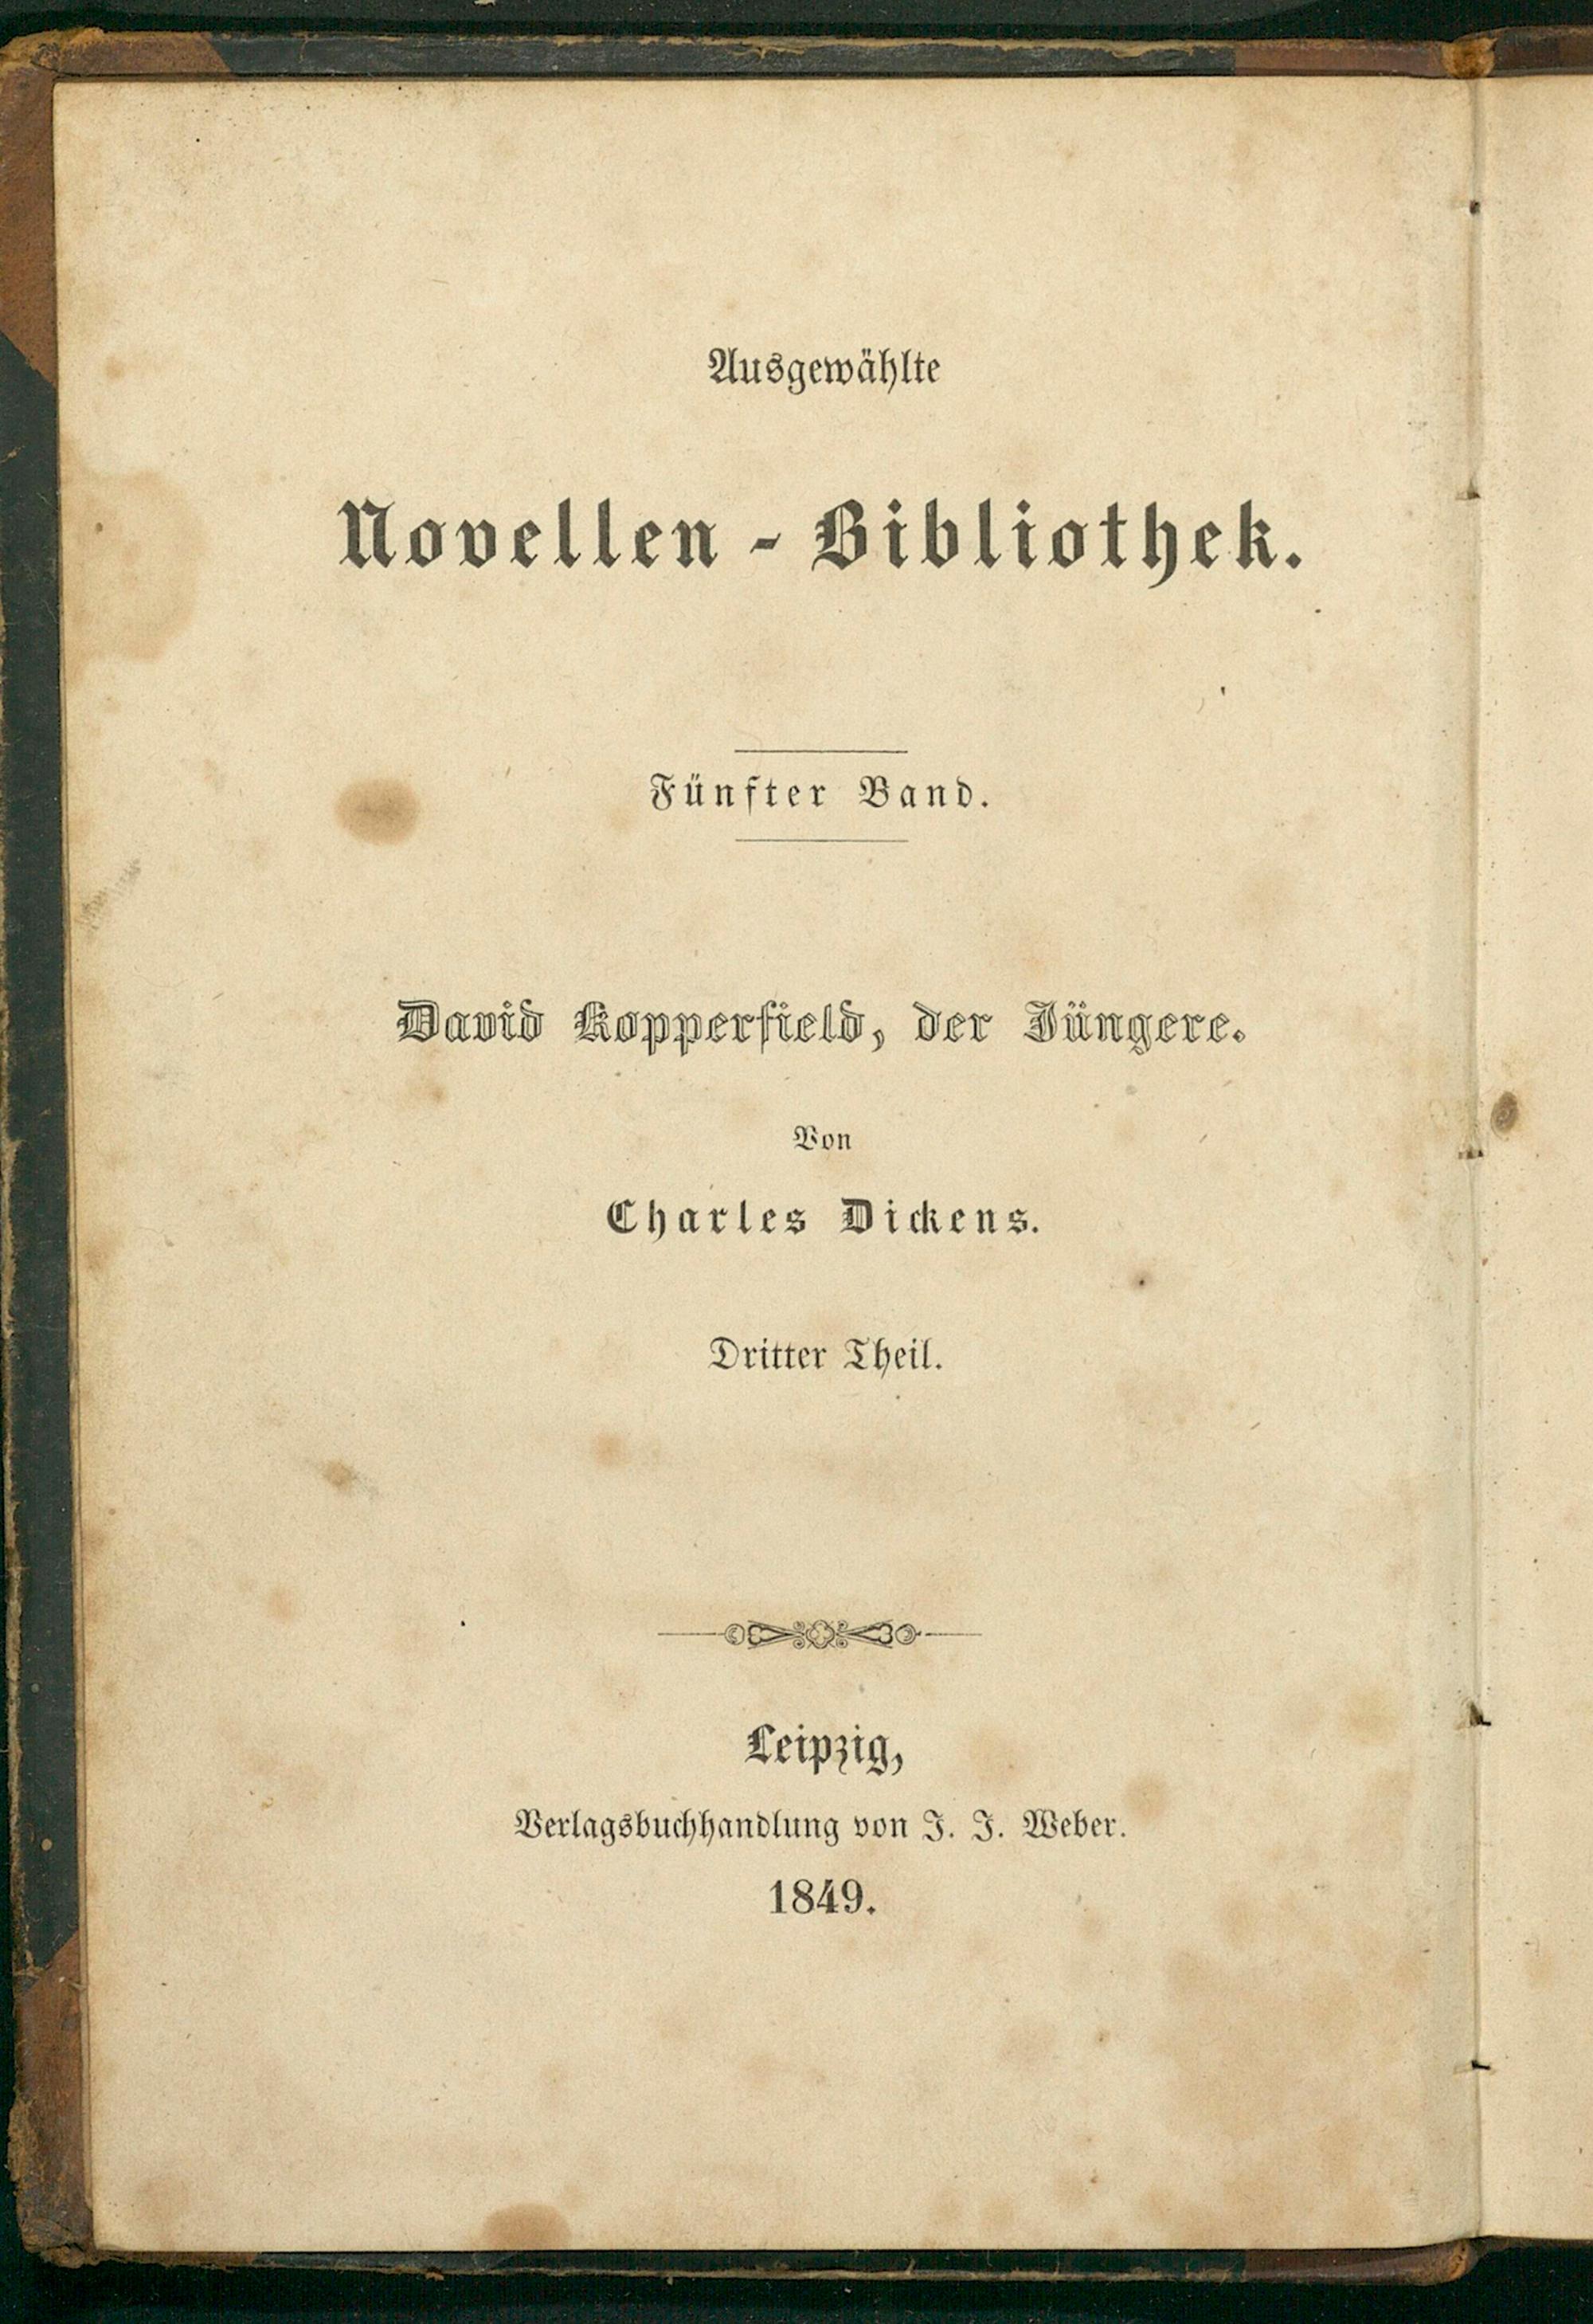 Ausgewählte
Novellen - Bibliothek.
Fünfter Band.
David Kopperfield, der Jüngere.
Von
Charles Dickens.
Dritter Theil.
Leipzig,
Verlagsbuchhandlung von J. J. Weber.
1849.